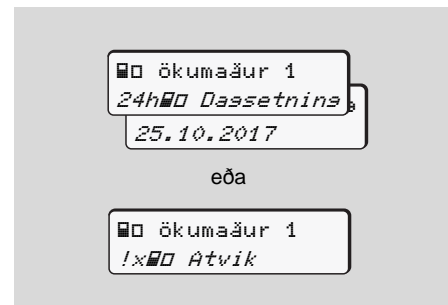 ökumaður 1
24h Dagsetning
25.10.2017
eða
ökumaður 1
!x Atvik